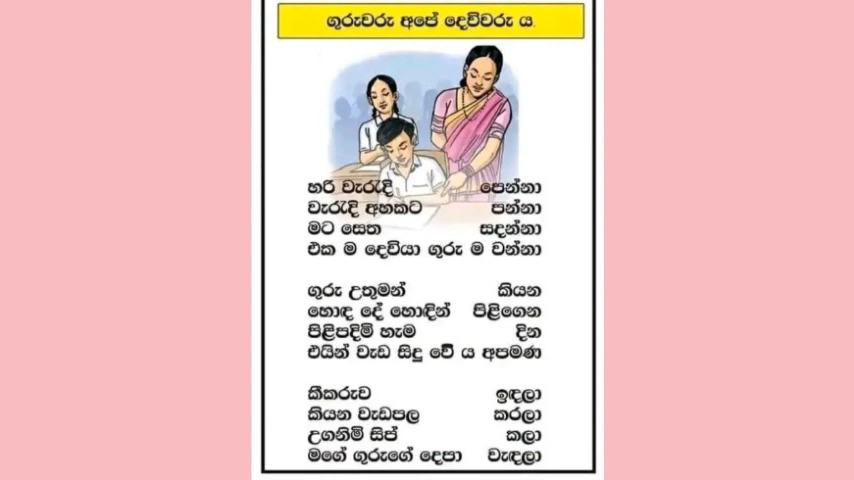 ගුරුවරු අපේ දෙවිවරු ය.
හරි වැරැදි පෙන්නා
වැරැදි අහකට පන්නා
මට සෙත සදන්නා
එක ම දෙවියා ගුරු ම වන්නා
ගුරු උතුමන් කියන
හොඳ දේ හොඳින් පිළිගෙන
පිළිපදිමි හැම දින
එයින් වැඩ සිදු වේ ය අපමණ
කීකරුව ඉඳලා
කියන වැඩපල කරලා
උගනිමි සිප් කලා
මගේ ගුරුගේ දෙපා වැඳලා